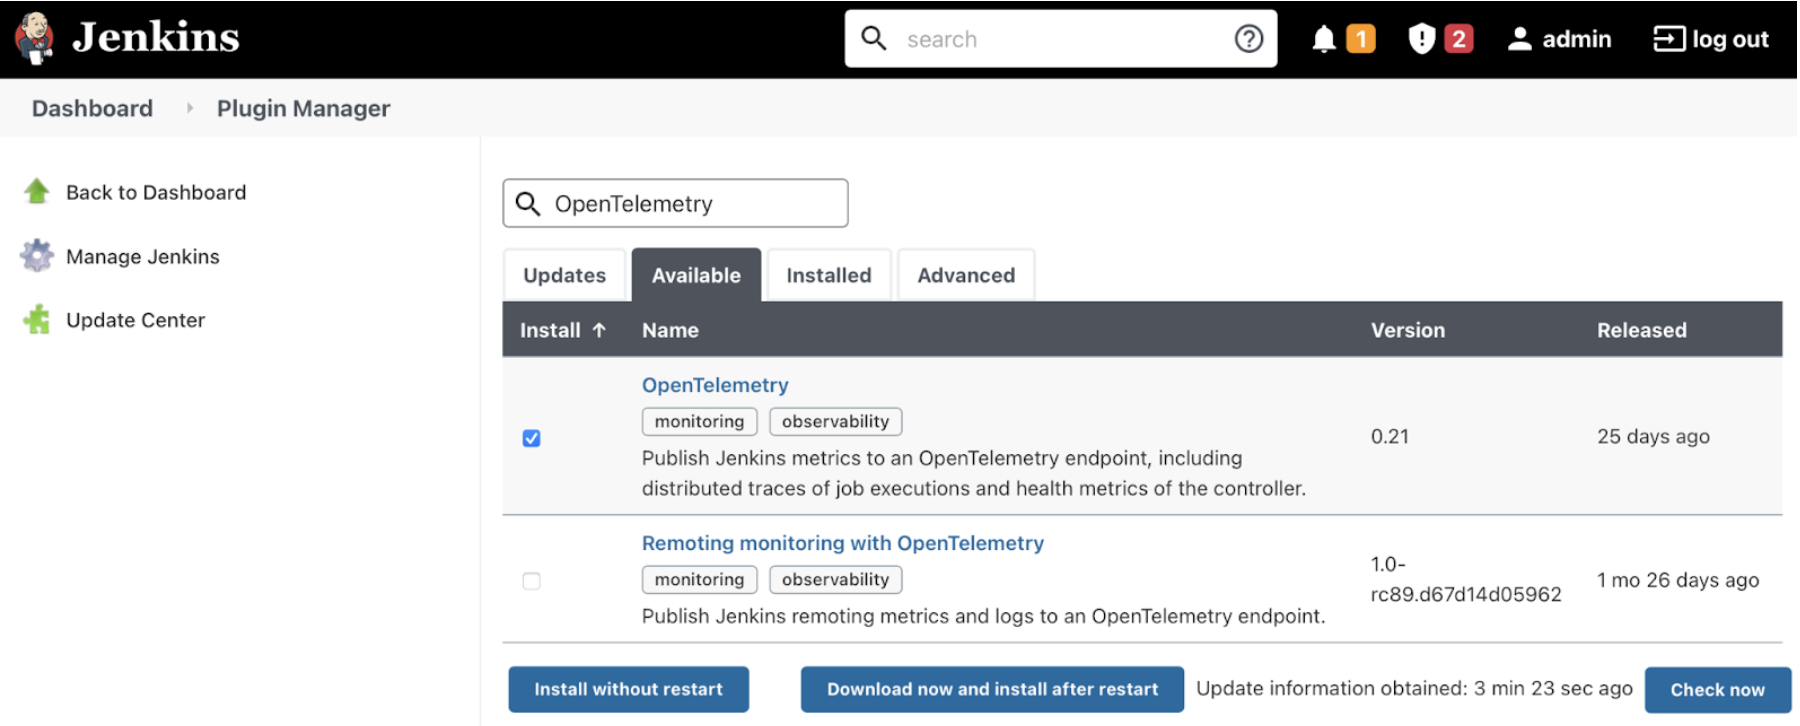 Jenkins
search
1
2
admin
log out
Dashboard
Plugin Manager
Back to Dashboard
Manage Jenkins
Update Center
OpenTelemetry
Updates
Available
Installed
Advanced
Install ↑ Name Version Released
OpenTelemetry
monitoring observability
Publish Jenkins metrics to an OpenTelemetry endpoint, including
distributed traces of job executions and health metrics of the controller.
0.21
25 days ago
Remoting monitoring with OpenTelemetry
monitoring observability
Publish Jenkins remoting metrics and logs to an OpenTelemetry endpoint.
1.0-
rc89.d67d14d05962
1 mo 26 days ago
Install without restart
Download now and install after restart
Update information obtained: 3 min 23 sec ago
Check now